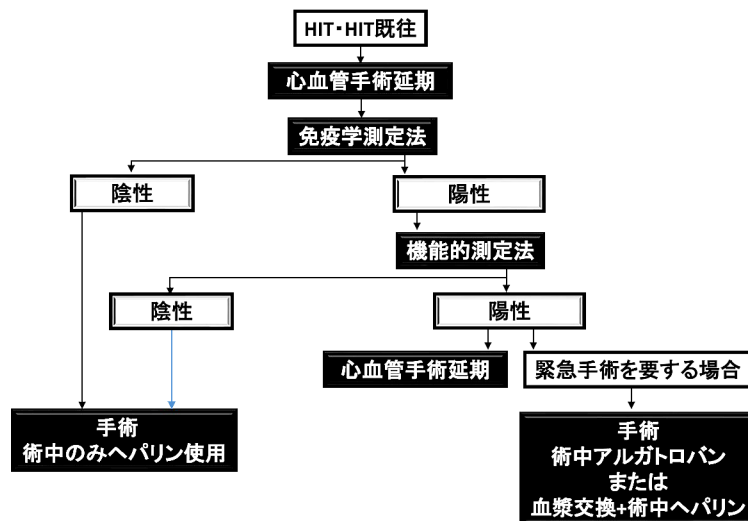 HIT・HIT既往
心血管手術延期
免疫学測定法
陰性
陽性
機能的測定法
陰性
陽性
心血管手術延期
緊急手術を要する場合
手術
術中のみヘパリン使用
手術
術中アルガトロバン
または
血漿交換+術中ヘパリン